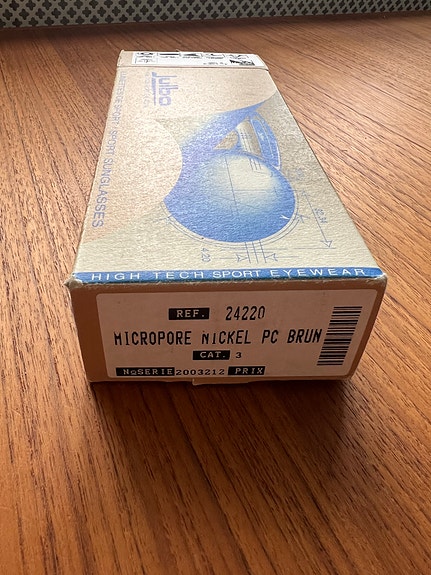 Julbo
HIGH TECH SPORT EYEWEAR
REF. 24220
MICROPORE NICKEL PC BRUN
CAT. 3
NoSERIE 2003212 PRIX